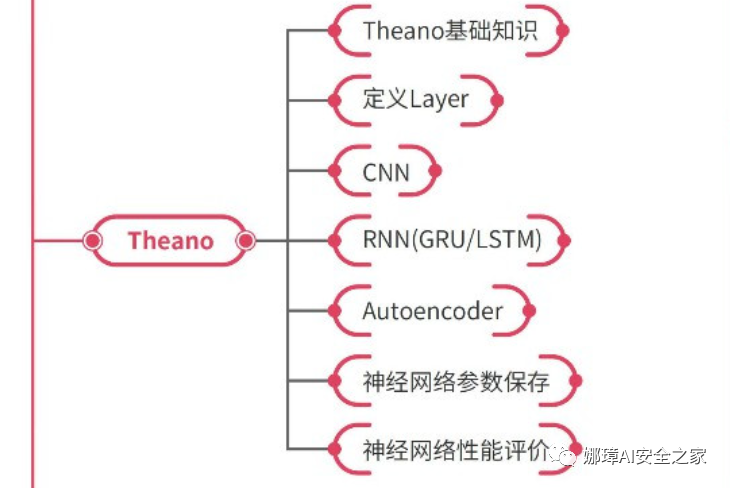 Theano基础知识
定义Layer
CNN
Theano
RNN(GRU/LSTM)
Autoencoder
神经网络参数保存
神经网络性能评价
娜璋AI安全之家